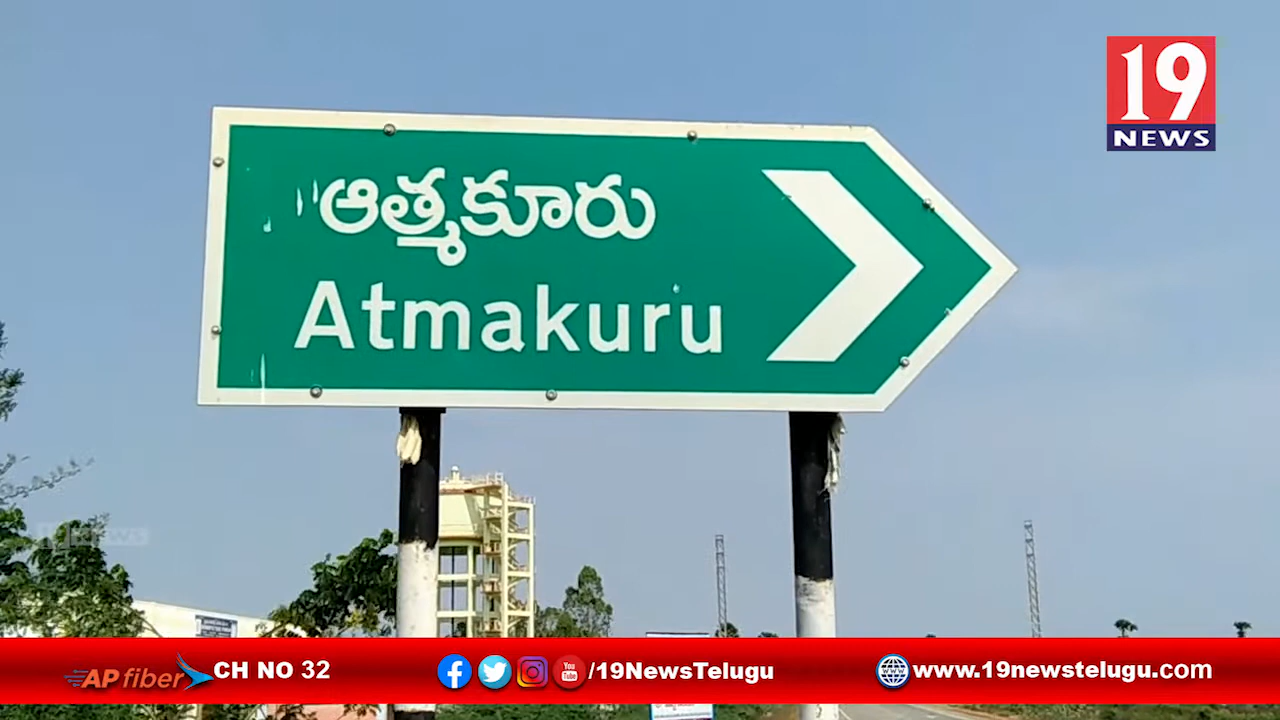 19
NEWS
ఆత్మకూరు
Atmakuru
AP fiber CH NO 32 /19NewsTelugu www.19newstelugu.com